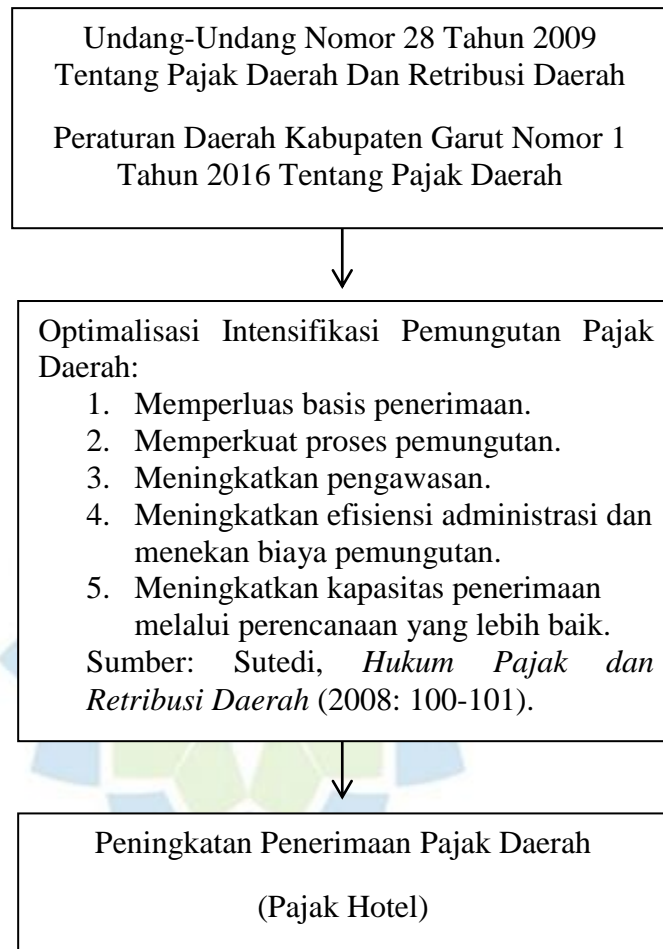 Undang-Undang Nomor 28 Tahun 2009
Tentang Pajak Daerah Dan Retribusi Daerah
Peraturan Daerah Kabupaten Garut Nomor 1
Tahun 2016 Tentang Pajak Daerah
Optimalisasi Intensifikasi Pemungutan Pajak
Daerah:
1. Memperluas basis penerimaan.
2. Memperkuat proses pemungutan.
3. Meningkatkan pengawasan.
4. Meningkatkan efisiensi administrasi dan
menekan biaya pemungutan.
5. Meningkatkan kapasitas penerimaan
melalui perencanaan yang lebih baik.
Sumber: Sutedi, Hukum Pajak dan
Retribusi Daerah (2008: 100-101).
Peningkatan Penerimaan Pajak Daerah
(Pajak Hotel)